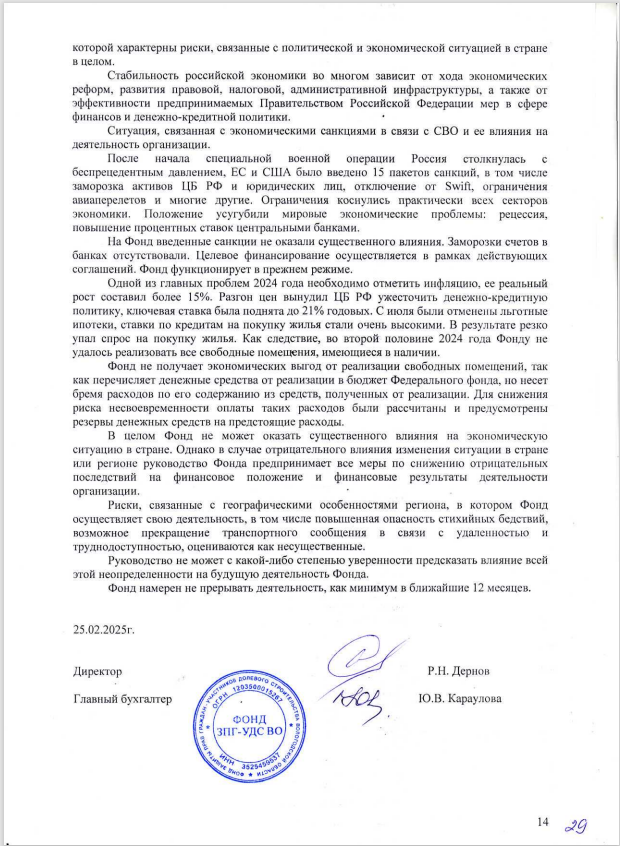 которой характерны риски, связанные с политической и экономической ситуацией в стране
в целом.
Стабильность российской экономики во многом зависит от хода экономических
реформ, развития правовой, налоговой, административной инфраструктуры, а также от
эффективности предпринимаемых Правительством Российской Федерации мер в сфере
финансов и денежно-кредитной политики.
Ситуация, связанная с экономическими санкциями в связи с СВО и ее влияния на
деятельность организации.
После начала специальной военной операции Россия столкнулась с
беспрецедентным давлением, ЕС и США было введено 15 пакетов санкций, в том числе
заморозка активов ЦБ РФ и юридических лиц, отключение от Swift, ограничения
авиаперелетов и многие другие. Ограничения коснулись практически всех секторов
экономики. Положение усугубили мировые экономические проблемы: рецессия,
повышение процентных ставок центральными банками.
На Фонд введенные санкции не оказали существенного влияния. Заморозки счетов в
банках отсутствовали. Целевое финансирование осуществляется в рамках действующих
соглашений. Фонд функционирует в прежнем режиме.
Одной из главных проблем 2024 года необходимо отметить инфляцию, ее реальный
рост составил более 15%. Разгон цен вынудил ЦБ РФ ужесточить денежно-кредитную
политику, ключевая ставка была поднята до 21% годовых. С июля были отменены льготные
ипотеки, ставки по кредитам на покупку жилья стали очень высокими. В результате резко
упал спрос на покупку жилья. Как следствие, во второй половине 2024 года Фонду не
удалось реализовать все свободные помещения, имеющиеся в наличии.
Фонд не получает экономических выгод от реализации свободных помещений, так
как перечисляет денежные средства от реализации в бюджет Федерального фонда, но несет
бремя расходов по его содержанию из средств, полученных от реализации. Для снижения
риска несвоевременности оплаты таких расходов были рассчитаны и предусмотрены
резервы денежных средств на предстоящие расходы.
В целом Фонд не может оказать существенного влияния на экономическую
ситуацию в стране. Однако в случае отрицательного влияния изменения ситуации в стране
или регионе руководство Фонда предпринимает все меры по снижению отрицательных
последствий на финансовое положение и финансовые результаты деятельности
организации.
Риски, связанные с географическими особенностями региона, в котором Фонд
осуществляет свою деятельность, в том числе повышенная опасность стихийных бедствий,
возможное прекращение транспортного сообщения в связи с удаленностью и
труднодоступностью, оцениваются как несущественные.
Руководство не может с какой-либо степенью уверенности предсказать влияние всей
этой неопределенности на будущую деятельность Фонда.
Фонд намерен не прерывать деятельность, как минимум в ближайшие 12 месяцев.
25.02.2025г.
Директор
Р.Н. Дернов
Главный бухгалтер
Ю.В. Караулова
ФОНД ЗАЩИТЫ ПРАВ ГРАЖДАН-УЧАСТНИКОВ ДОЛЕВОГО СТРОИТЕЛЬСТВА ВОЛОГОДСКОЙ ОБЛАСТИ
ОГРН
ФОНД
ЗПГ-УДС ВО
ИНН
14
29